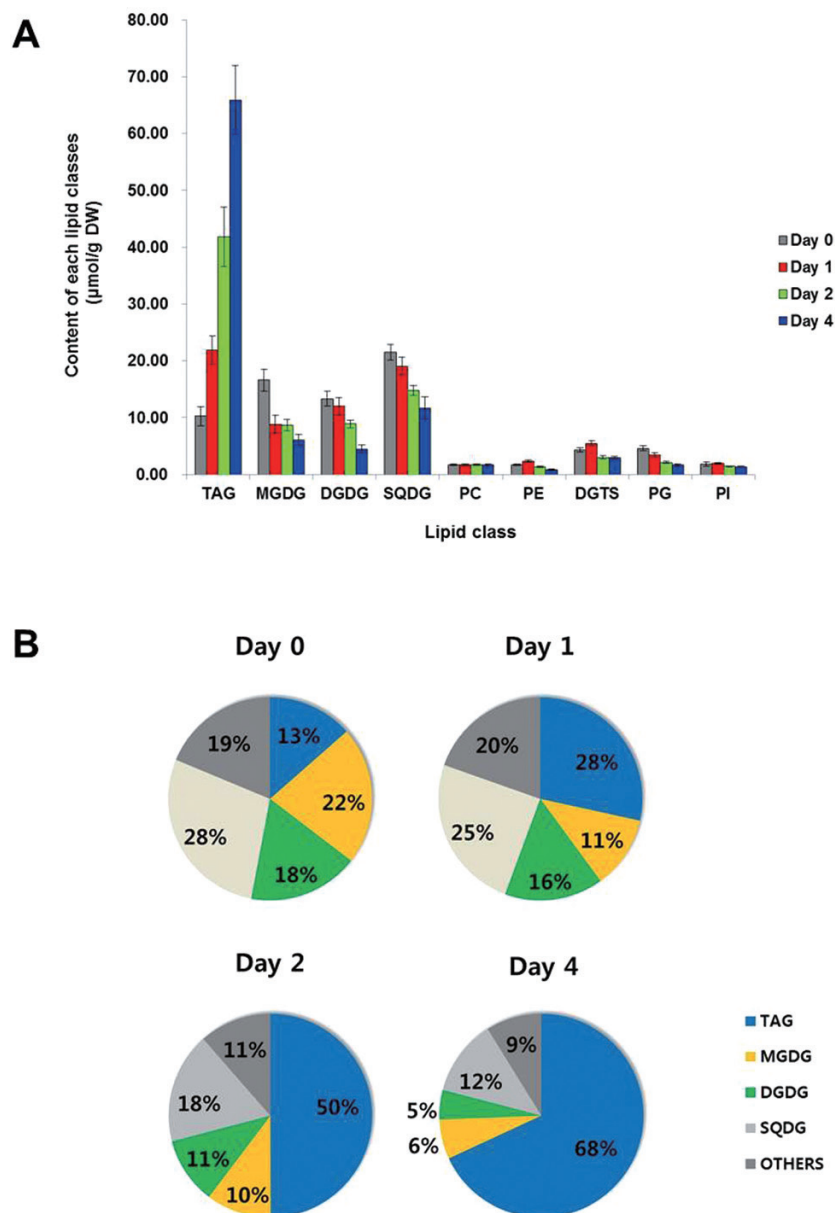 A
80.00
70.00
60.00
50.00
40.00
30.00
20.00
10.00
0.00
Content of each lipid classes
(μmol/g DW)
TAG MGDG DGDG SQDG PC PE DGTS PG PI
Lipid class
Day 0
Day 1
Day 2
Day 4
B
Day 0
13%
22%
18%
28%
19%
Day 1
28%
11%
16%
25%
20%
Day 2
50%
10%
11%
18%
11%
Day 4
68%
6%
5%
12%
9%
TAG
MGDG
DGDG
SQDG
OTHERS